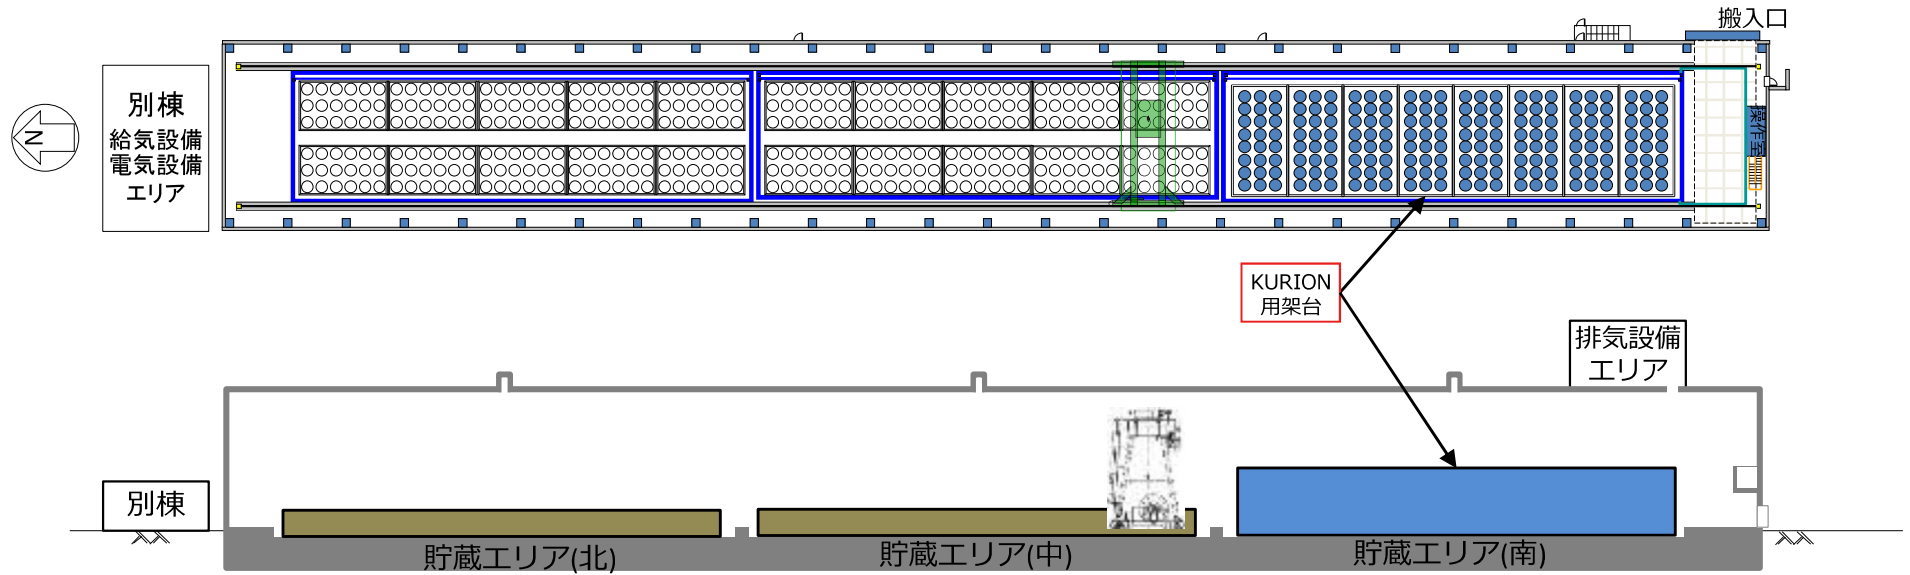 搬入口
別棟
給気設備
電気設備
エリア
N
操作室
KURION
用架台
排気設備
エリア
別棟
貯蔵エリア(北)
貯蔵エリア(中)
貯蔵エリア(南)